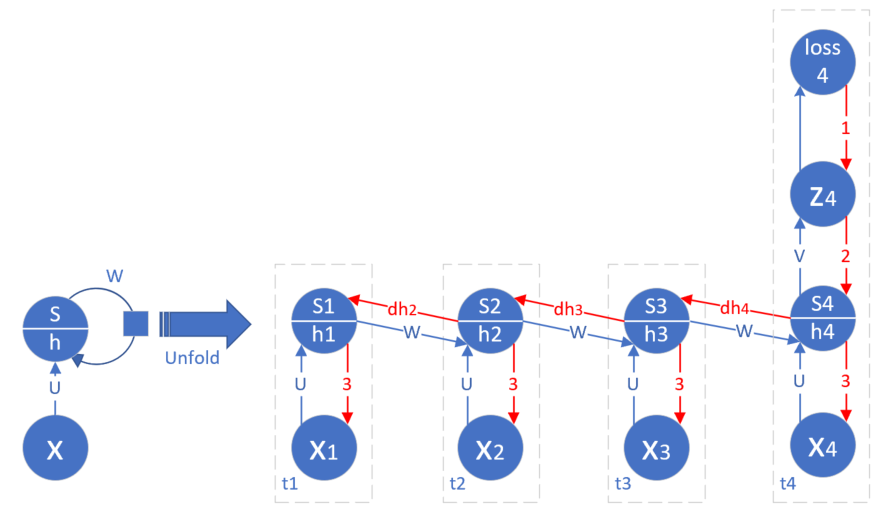 loss
4
1
Z4
V
2
W
S
h
U
X
Unfold
S1
h1
dh2
W
S2
h2
dh3
W
S3
h3
dh4
W
S4
h4
U
3
U
3
U
3
U
3
X1
X2
X3
X4
t1
t2
t3
t4